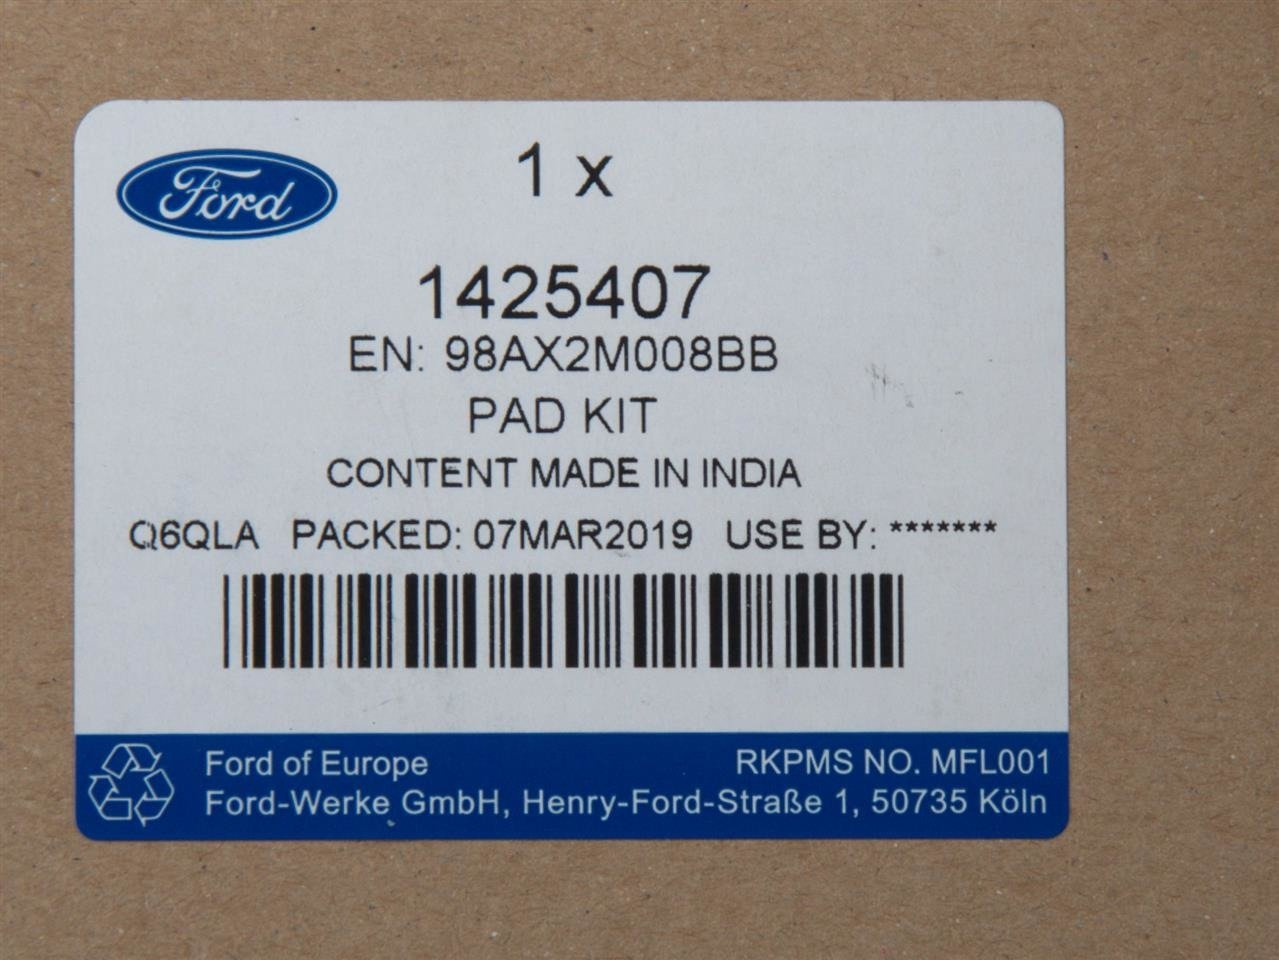 Ford
1 x
1425407
EN: 98AX2M008BB
PAD KIT
CONTENT MADE IN INDIA
Q6QLA PACKED: 07MAR2019 USE BY: *******
Ford of Europe RKPMS NO. MFL001
Ford-Werke GmbH, Henry-Ford-Straße 1, 50735 Köln